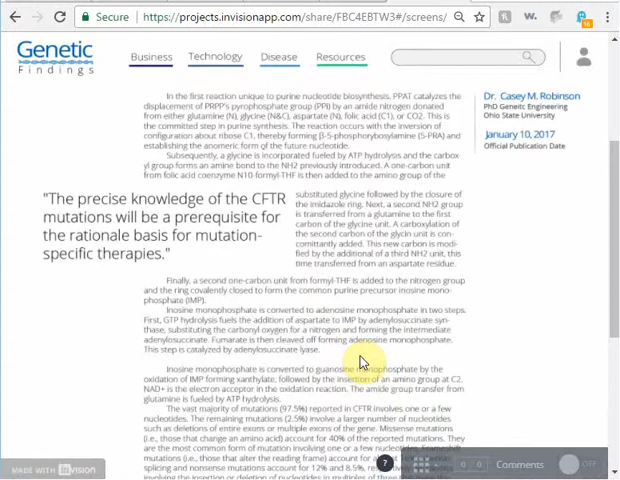 Secure https://projects.invisionapp.com/share/FBC4EBTW3#/screens/
W.
16
Genetic
Findings
Business Technology Disease Resources
In the first reaction unique to purine nucleotide biosynthesis, PPAT catalyzes the
displacement of PRPP's pyrophosphate group (PPi) by an amide nitrogen donated
from either glutamine (N), glycine (N&C), aspartate (N), folic acid (C1), or CO2. This is
the committed step in purine synthesis. The reaction occurs with the inversion of
configuration about ribose C1, thereby forming β-5-phosphorybosylamine (5-PRA) and
establishing the anomeric form of the future nucleotide.
Subsequently, a glycine is incorporated fueled by ATP hydrolysis and the carbox
yl group forms an amine bond to the NH2 previously introduced. A one-carbon unit
from folic acid coenzyme N10-formyl-THF is then added to the amino group of the
Dr. Casey M. Robinson
PhD Geneitc Engineering
Ohio State University
January 10, 2017
Official Publication Date
"The precise knowledge of the CFTR
mutations will be a prerequisite for
the rationale basis for mutation-
specific therapies."
substituted glycine followed by the closure of
the imidazole ring. Next, a second NH2 group
is transferred from a glutamine to the first
carbon of the glycine unit. A carboxylation of
the second carbon of the glycin unit is con-
comittantly added. This new carbon is modi-
fied by the additional of a third NH2 unit, this
time transferred from an aspartate residue.
Finally, a second one-carbon unit from formyl-THF is added to the nitrogen group
and the ring covalently closed to form the common purine precursor inosine mono-
phosphate (IMP).
Inosine monophosphate is converted to adenosine monophosphate in two steps.
First, GTP hydrolysis fuels the addition of aspartate to IMP by adenylosuccinate syn-
thase, substituting the carbonyl oxygen for a nitrogen and forming the intermediate
adenylosuccinate. Fumarate is then cleaved off forming adenosine monophosphate.
This step is catalyzed by adenylosuccinate lyase.
Inosine monophosphate is converted to guanosine monophosphate by the
oxidation of IMP forming xanthylate, followed by the insertion of an amino group at C2.
NAD+ is the electron acceptor in the oxidation reaction. The amide group transfer from
glutamine is fueled by ATP hydrolysis.
The vast majority of mutations (97.5%) reported in CFTR involves one or a few
nucleotides. The remaining mutations (2.5%) involve a larger number of nucleotides,
such as deletions of entire exons or multiple exons of the gene. Missense mutations
(i.e., those that change an amino acid) account for 40% of the reported mutations. They
are the most common form of mutation involving one or a few nucleotides. Frameshift
mutations (i.e., those that alter the reading frame) account for
splicing and nonsense mutations account for 12% and 8.5%,
involving the insertion or deletion of nucleotides in
MADE WITH invision
? 0 0 Comments OFF